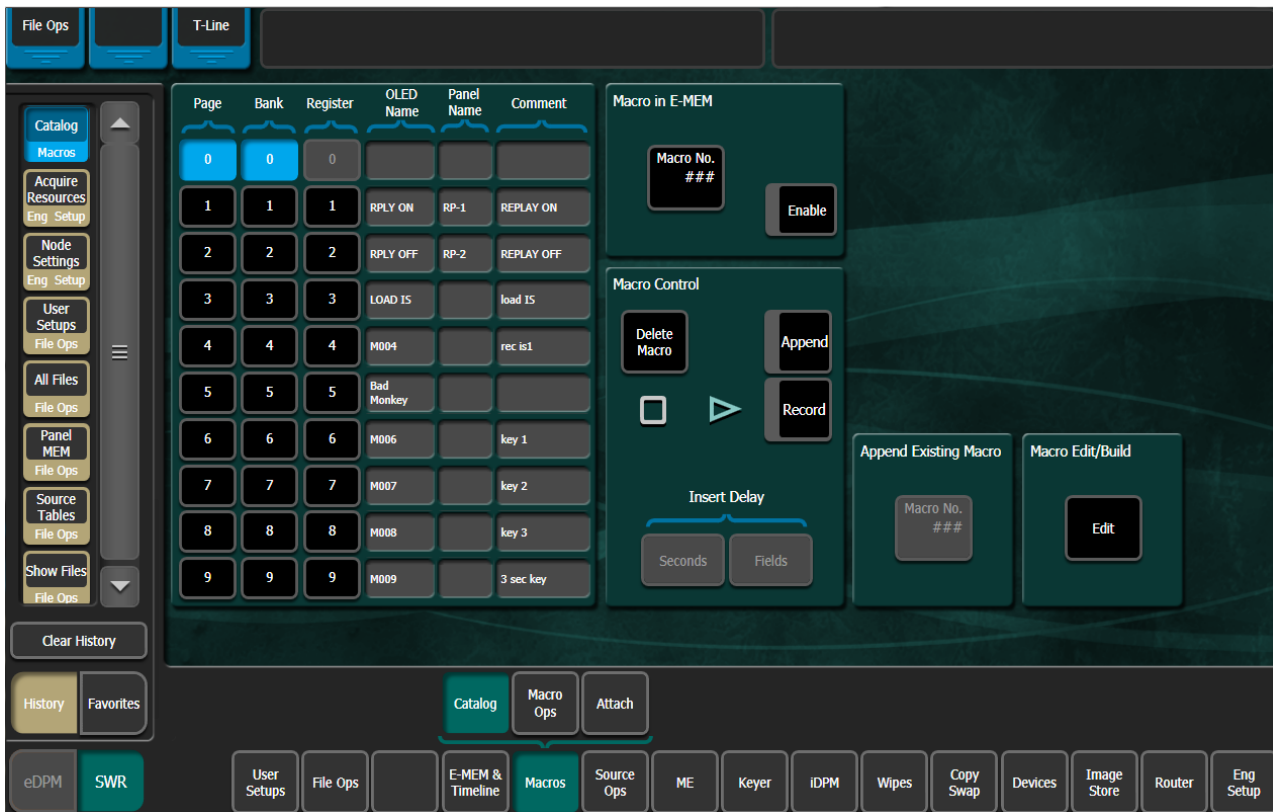 File Ops
T-Line
Catalog
Macros
Acquire
Resources
Eng Setup
Node
Settings
Eng Setup
User
Setups
File Ops
All Files
File Ops
Panel
MEM
File Ops
Source
Tables
File Ops
Show Files
File Ops
Clear History
History Favorites
eDPM SWR
Page Bank Register OLED Name Panel Name Comment
0 0 0
1 1 1 RPLY ON RP-1 REPLAY ON
2 2 2 RPLY OFF RP-2 REPLAY OFF
3 3 3 LOAD IS load IS
4 4 4 M004 rec is1
5 5 5 Bad Monkey
6 6 6 M006 key 1
7 7 7 M007 key 2
8 8 8 M008 key 3
9 9 9 M009 3 sec key
Macro in E-MEM
Macro No.
###
Enable
Macro Control
Delete
Macro
Append
Record
Insert Delay
Seconds Fields
Append Existing Macro
Macro No.
###
Macro Edit/Build
Edit
Catalog Macro Ops Attach
User Setups File Ops E-MEM & Timeline Macros Source Ops ME Keyer iDPM Wipes Copy Swap Devices Image Store Router Eng Setup